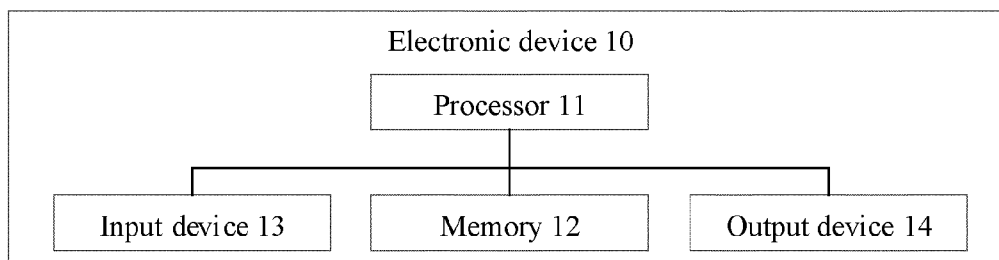 Electronic device 10
Processor 11
Input device 13
Memory 12
Output device 14